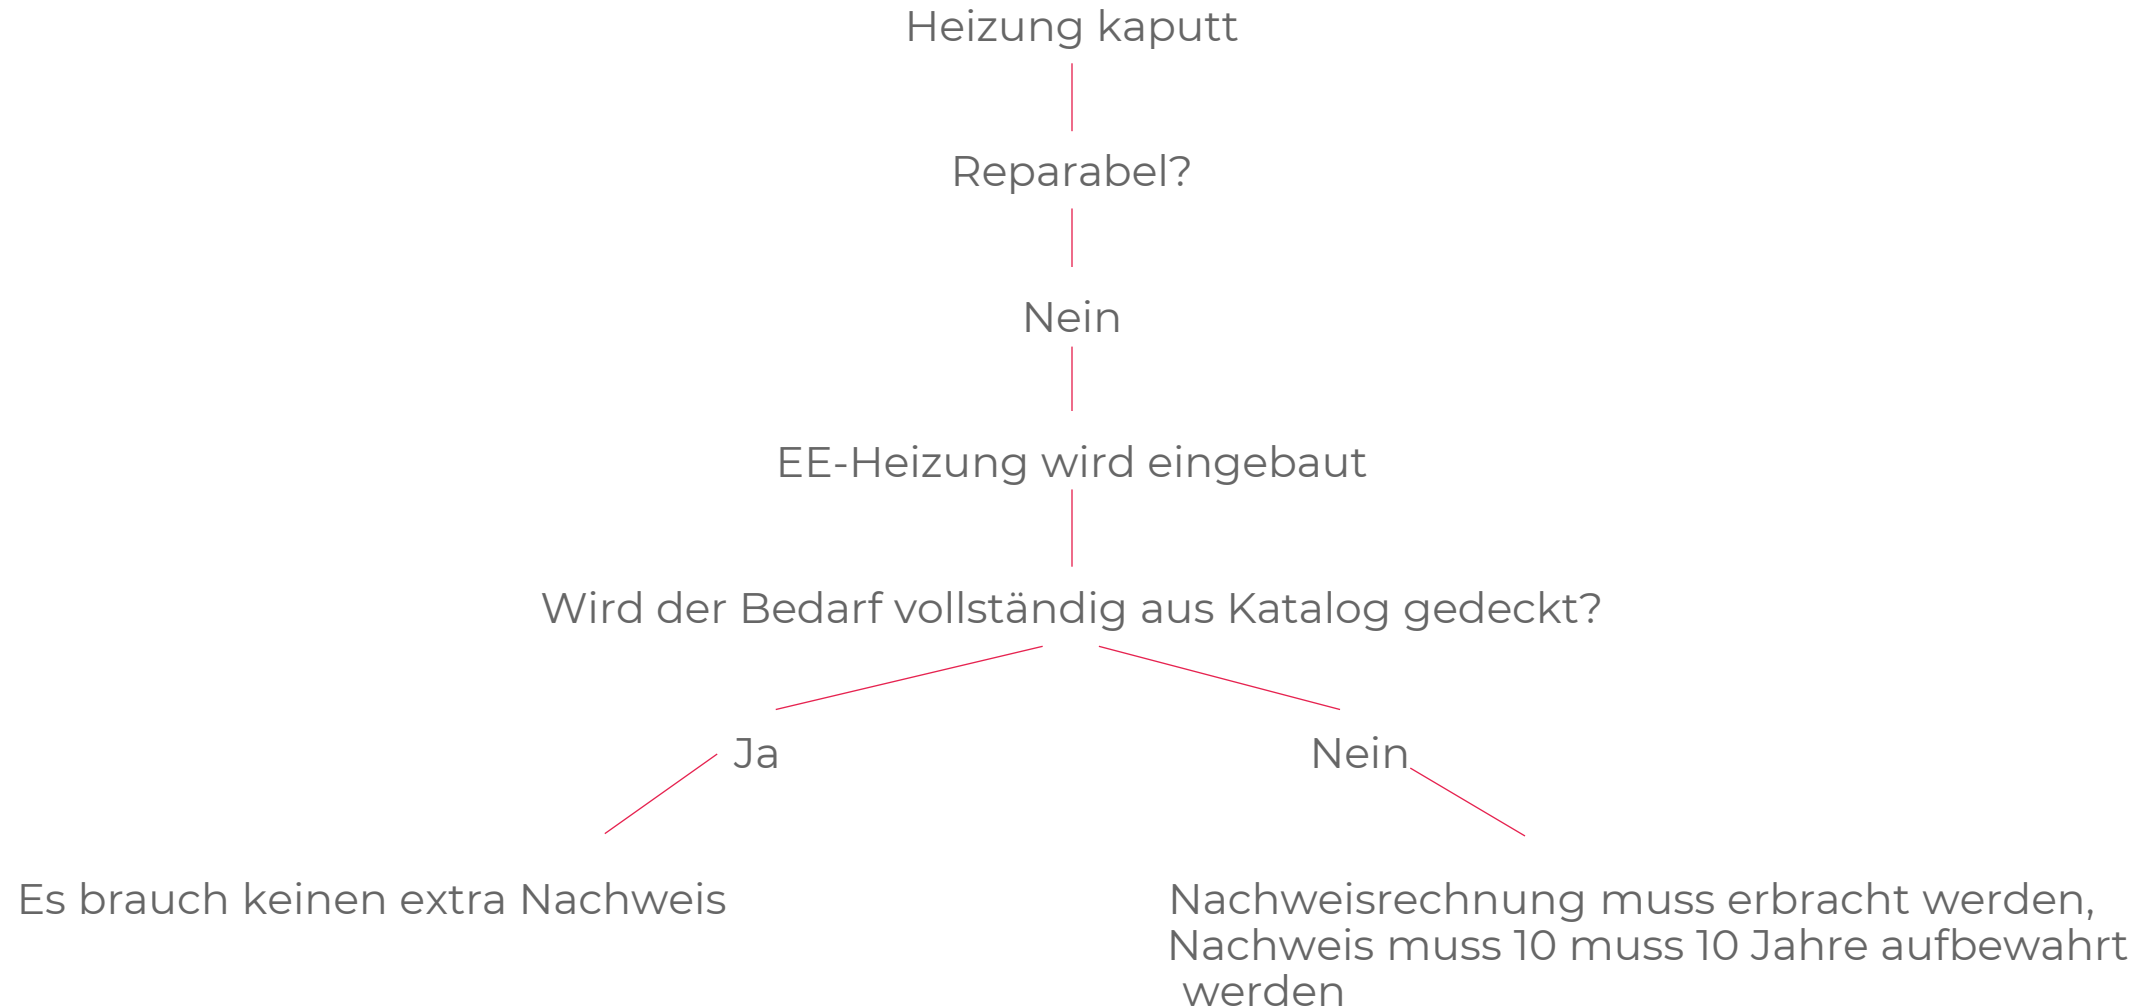 Heizung kaputt
Reparabel?
Nein
EE-Heizung wird eingebaut
Wird der Bedarf vollständig aus Katalog gedeckt?
Ja
Nein
Es brauch keinen extra Nachweis
Nachweisrechnung muss erbracht werden,
Nachweis muss 10 muss 10 Jahre aufbewahrt
werden